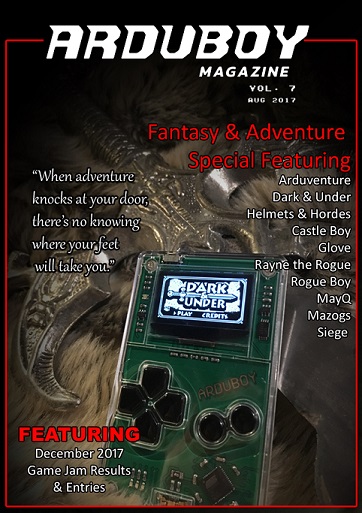 ARDUBOY
MAGAZINE
VOL. 7
AUG 2017
Fantasy & Adventure
Special Featuring
Arduventure
Dark & Under
Helmets & Hordes
Castle Boy
Glove
Rayne the Rogue
Rogue Boy
MayQ
Mazogs
Siege
“When adventure
knocks at your door,
there’s no knowing
where your feet
will take you.”
DARK
UNDER
PLAY CREDITS
ARDUBOY
FEATURING
December 2017
Game Jam Results
& Entries